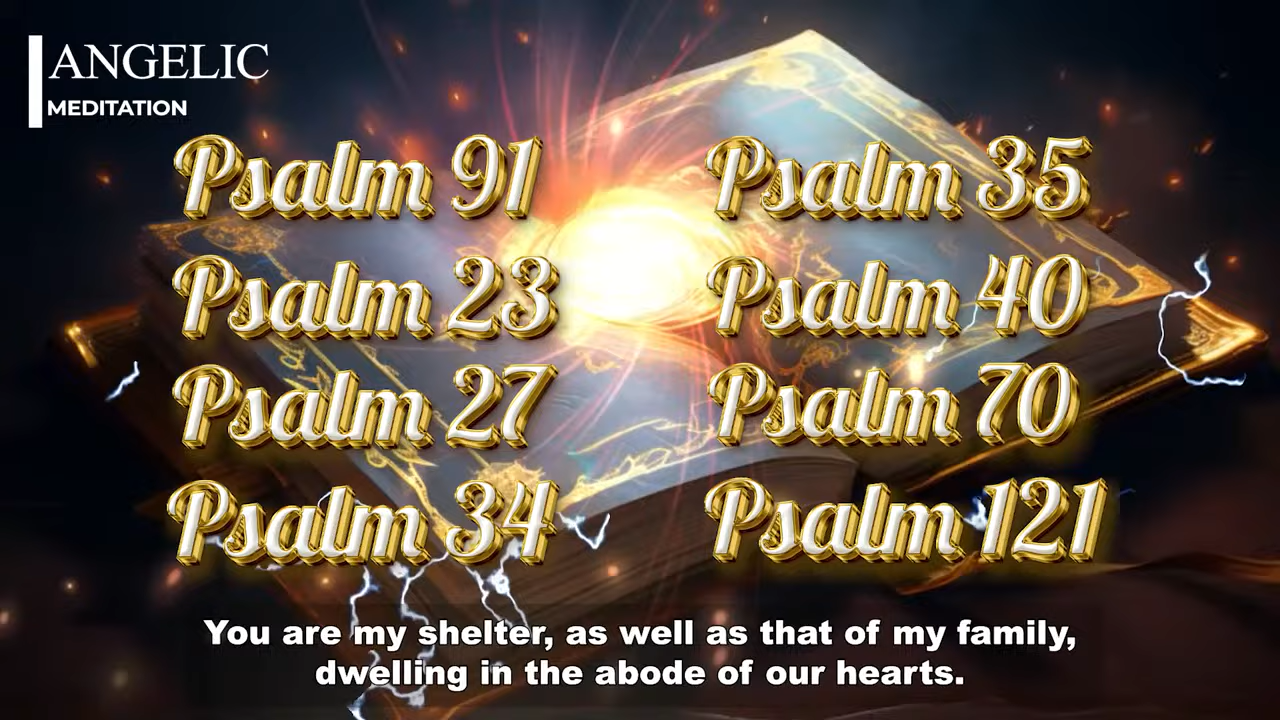 ANGELIC
MEDITATION
Psalm 91
Psalm 23
Psalm 27
Psalm 34
Psalm 35
Psalm 40
Psalm 70
Psalm 121
You are my shelter, as well as that of my family,
dwelling in the abode of our hearts.